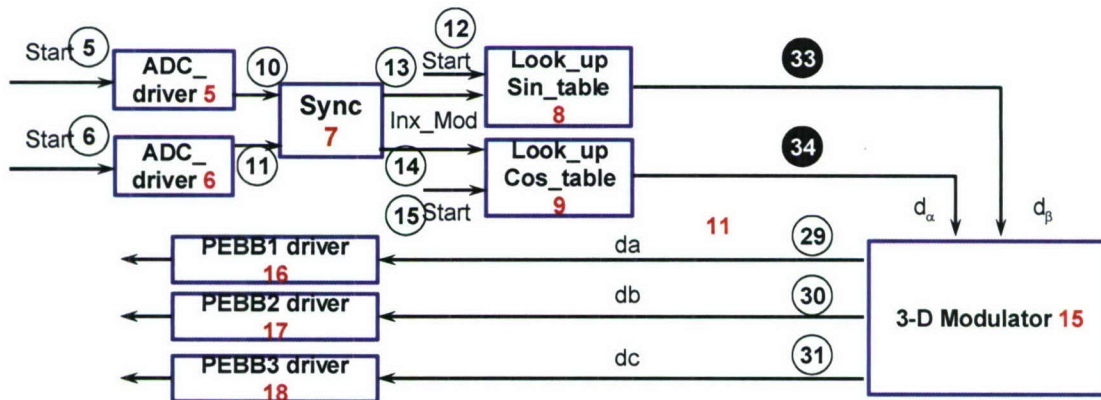 Start 5
ADC_
driver 5
10
13
12
Start
Look_up
Sin_table
8
33
Sync
7
Inx_Mod
Start 6
ADC_
driver 6
11
14
15 Start
Look_up
Cos_table
9
34
dα
dβ
11
PEBB1 driver
16
da
29
PEBB2 driver
17
db
30
3-D Modulator 15
PEBB3 driver
18
dc
31